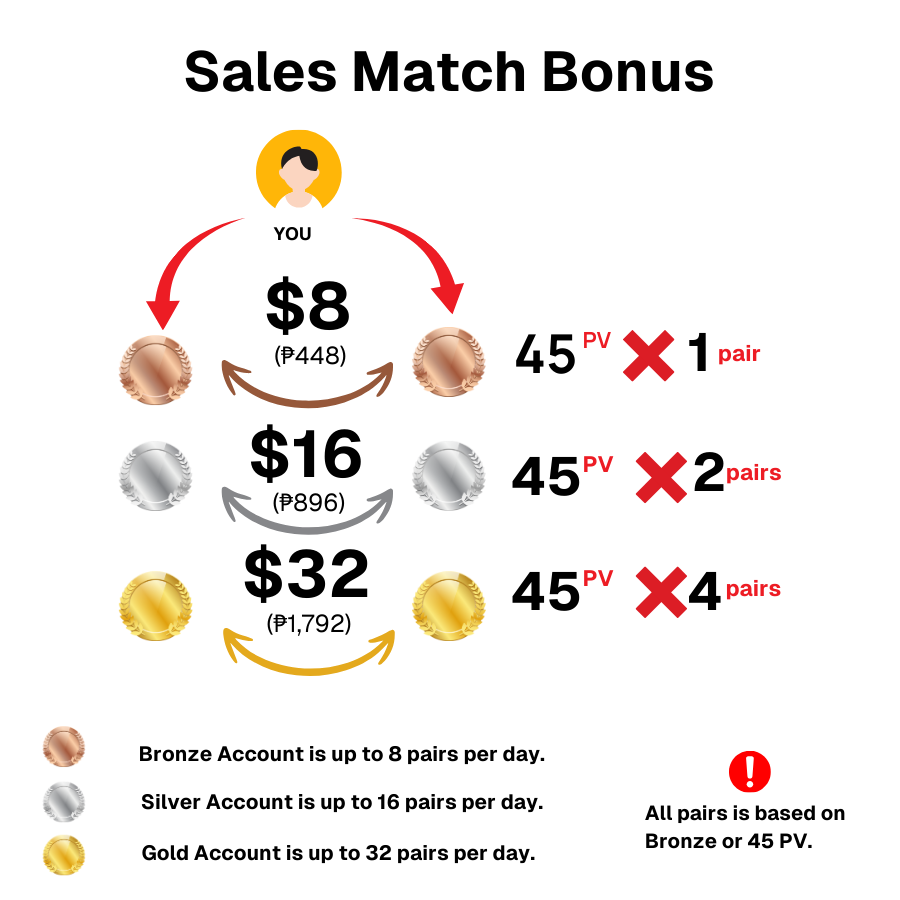 Sales Match Bonus
YOU
$8
(₱448)
45 PV ✖ 1 pair
$16
(₱896)
45 PV ✖ 2 pairs
$32
(₱1,792)
45 PV ✖ 4 pairs
Bronze Account is up to 8 pairs per day.
Silver Account is up to 16 pairs per day.
Gold Account is up to 32 pairs per day.
!
All pairs is based on
Bronze or 45 PV.